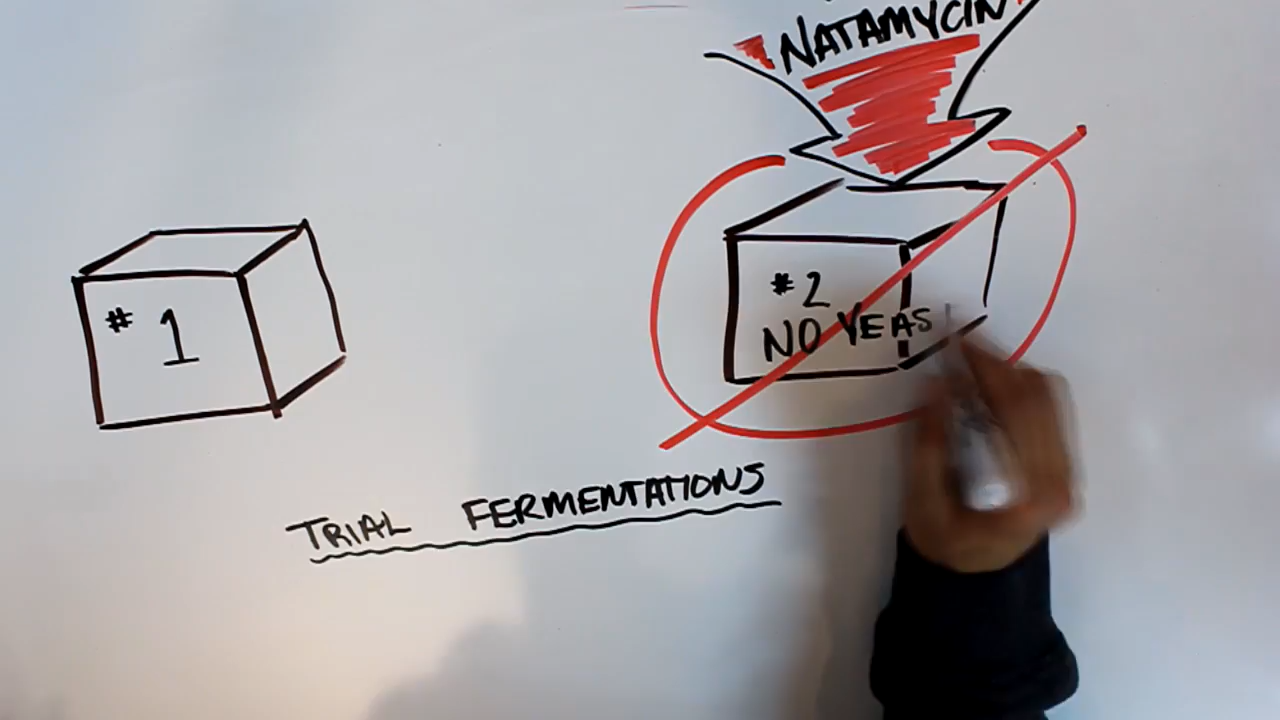 NATAMYCIN
# 1
# 2
NO YEAS
TRIAL FERMENTATIONS